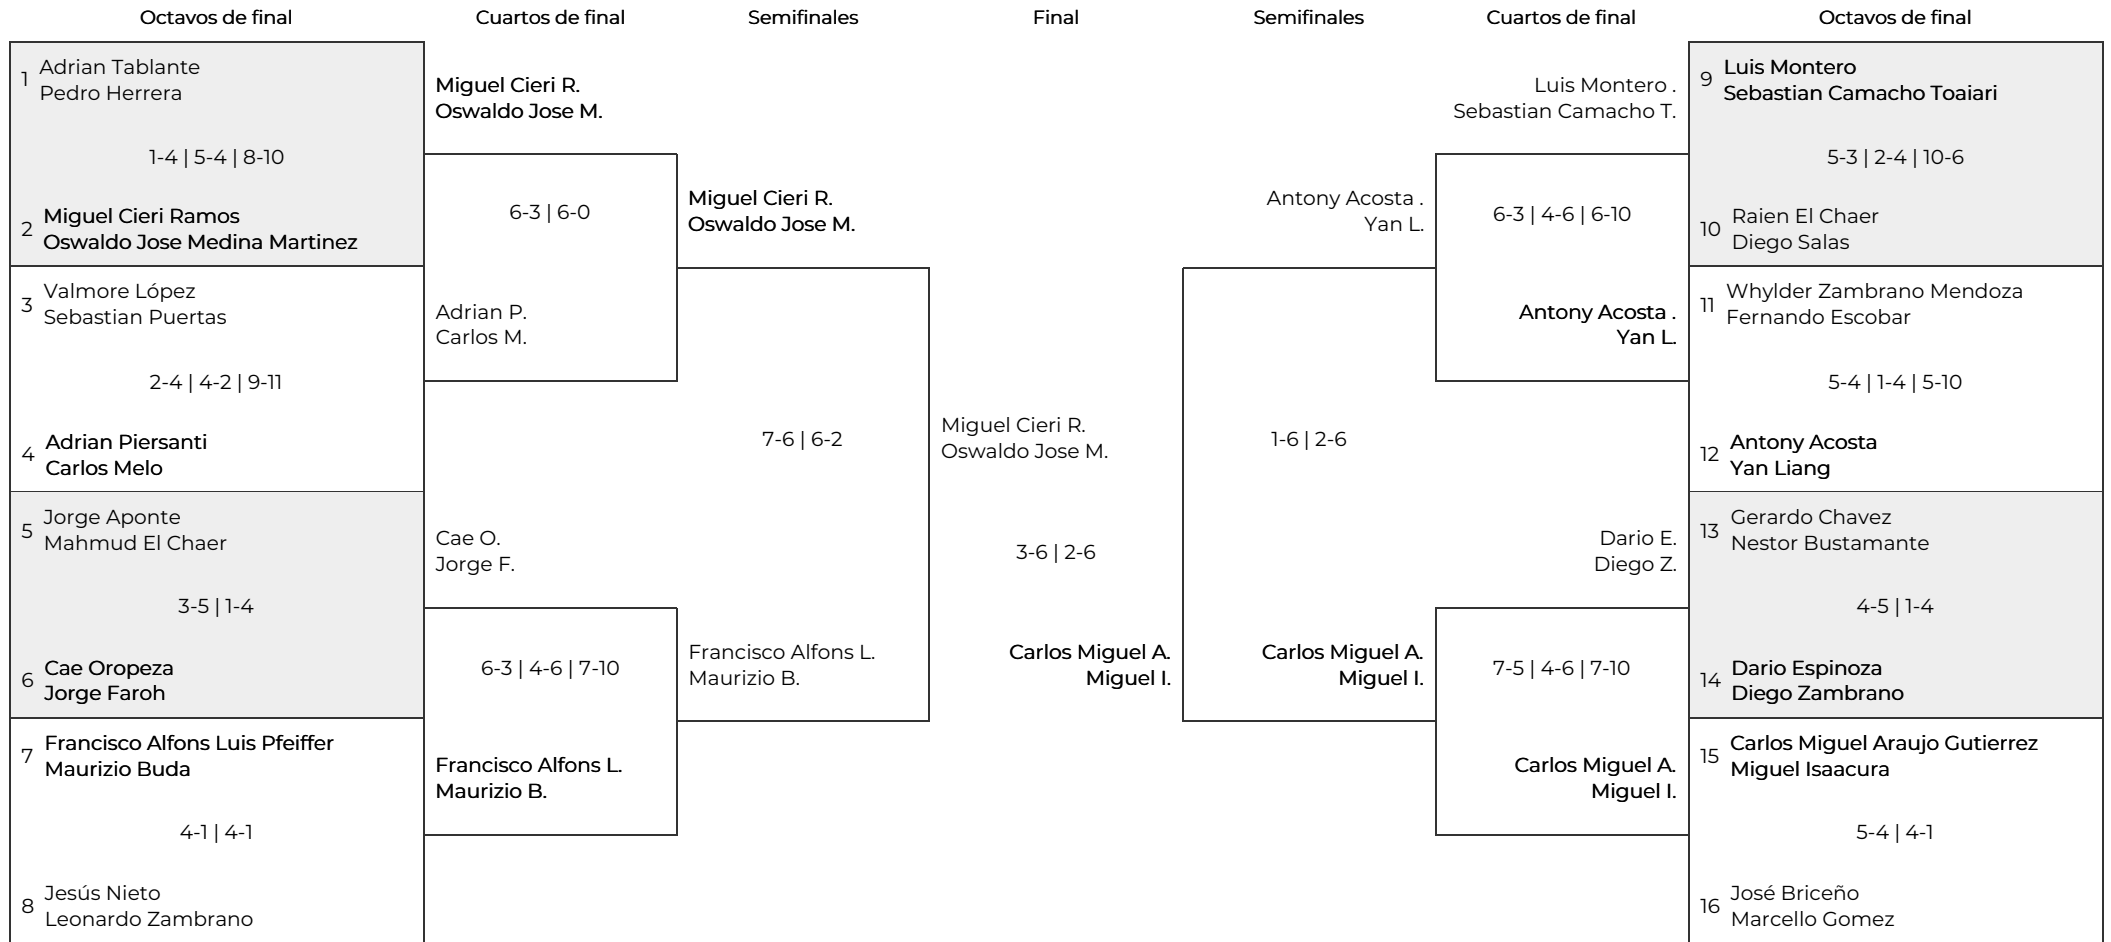 Octavos de final
Cuartos de final
Semifinales
Final
Semifinales
Cuartos de final
Octavos de final
1 Adrian Tablante
Pedro Herrera
1-4 | 5-4 | 8-10
2 Miguel Cieri Ramos
Oswaldo Jose Medina Martinez
3 Valmore López
Sebastian Puertas
2-4 | 4-2 | 9-11
4 Adrian Piersanti
Carlos Melo
5 Jorge Aponte
Mahmud El Chaer
3-5 | 1-4
6 Cae Oropeza
Jorge Faroh
7 Francisco Alfons Luis Pfeiffer
Maurizio Buda
4-1 | 4-1
8 Jesús Nieto
Leonardo Zambrano
Miguel Cieri R.
Oswaldo Jose M.
6-3 | 6-0
Adrian P.
Carlos M.
Cae O.
Jorge F.
6-3 | 4-6 | 7-10
Francisco Alfons L.
Maurizio B.
Miguel Cieri R.
Oswaldo Jose M.
7-6 | 6-2
Francisco Alfons L.
Maurizio B.
Miguel Cieri R.
Oswaldo Jose M.
3-6 | 2-6
Carlos Miguel A.
Miguel I.
Antony Acosta .
Yan L.
1-6 | 2-6
Carlos Miguel A.
Miguel I.
Luis Montero .
Sebastian Camacho T.
6-3 | 4-6 | 6-10
Antony Acosta .
Yan L.
Dario E.
Diego Z.
7-5 | 4-6 | 7-10
Carlos Miguel A.
Miguel I.
9 Luis Montero
Sebastian Camacho Toaiari
5-3 | 2-4 | 10-6
10 Raien El Chaer
Diego Salas
11 Whylder Zambrano Mendoza
Fernando Escobar
5-4 | 1-4 | 5-10
12 Antony Acosta
Yan Liang
13 Gerardo Chavez
Nestor Bustamante
4-5 | 1-4
14 Dario Espinoza
Diego Zambrano
15 Carlos Miguel Araujo Gutierrez
Miguel Isaacura
5-4 | 4-1
16 José Briceño
Marcello Gomez